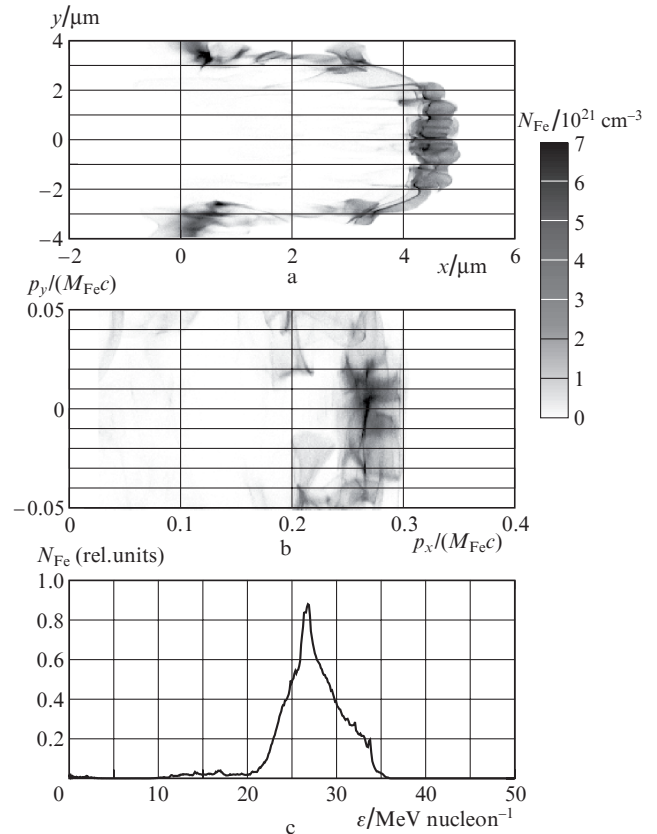 y/μm
4
2
0
−2
−4
−2 0 2 4 6
a
x/μm
N_Fe/10^21 cm^−3
7
6
5
4
3
2
1
0
p_y/(M_Fe c)
0.05
0
−0.05
0 0.1 0.2 0.3 0.4
b
p_x/(M_Fe c)
N_Fe (rel.units)
1.0
0.8
0.6
0.4
0.2
0 10 20 30 40 50
c
ε/MeV nucleon^−1